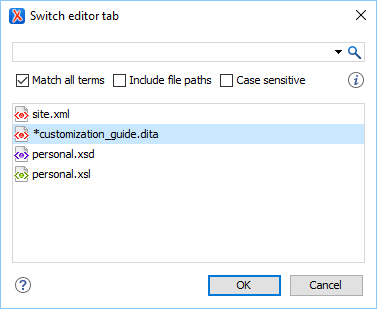 Switch editor tab
Match all terms Include file paths Case sensitive
site.xml
*customization_guide.dita
personal.xsd
personal.xsl
? OK Cancel